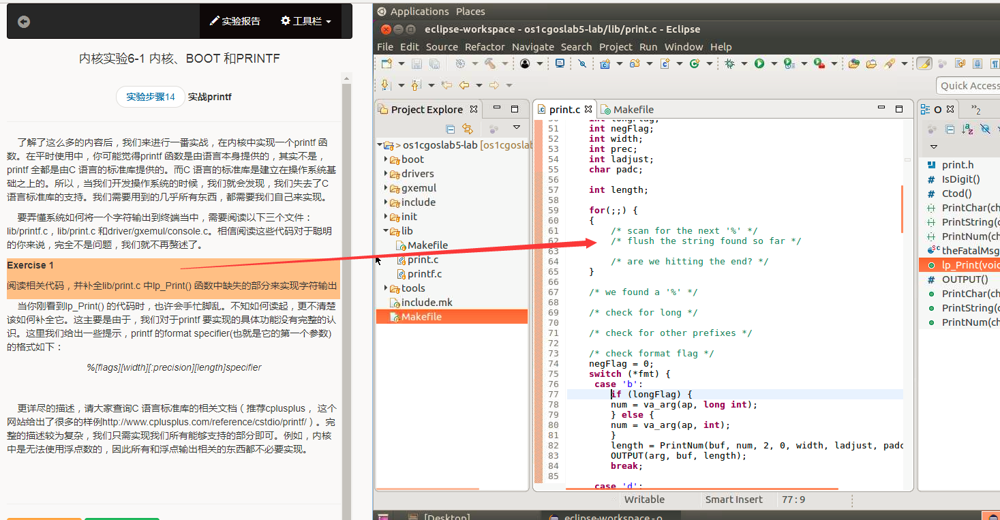 实验报告 工具栏
内核实验6-1 内核、BOOT 和PRINTF
实验步骤14 实战printf
了解了这么多的内容后，我们来进行一番实战，在内核中实现一个printf 函
数。在平时使用中，你可能觉得printf 函数是由语言本身提供的，其实不是，
printf 全都是由C 语言的标准库提供的。而C 语言的标准库是建立在操作系统基
础之上的。所以，当我们开发操作系统的时候，我们就会发现，我们失去了C
语言标准库的支持。我们需要用到的几乎所有东西，都需要我们自己来实现。
要弄懂系统如何将一个字符输出到终端当中，需要阅读以下三个文件：
lib/printf.c，lib/print.c 和driver/gxemul/console.c。相信阅读这些代码对于聪明
的你来说，完全不是问题，我们就不再赘述了。
Exercise 1
阅读相关代码，并补全lib/print.c 中lp_Print() 函数中缺失的部分来实现字符输出
当你刚看到lp_Print() 的代码时，也许会手忙脚乱。不知如何读起，更不清楚
该如何补全它。这主要是由于，我们对于printf 要实现的具体功能没有完整的认
识。这里我们给出一些提示，printf 的format specifier(也就是它的第一个参数)
的格式如下：
%[flags][width][.precision][length]specifier
更详尽的描述，请大家查询C 语言标准库的相关文档（推荐cplusplus， 这个
网站给出了很多的样例http://www.cplusplus.com/reference/cstdio/printf/）。完
整的描述较为复杂，我们只需实现我们所有能够支持的部分即可。例如，内核
中是无法使用浮点数的，因此所有和浮点输出相关的东西都不必要实现。
Applications Places
eclipse-workspace - os1cgoslab5-lab/lib/print.c - Eclipse
File Edit Source Refactor Navigate Search Project Run Window Help
Quick Access
Project Explore
> os1cgoslab5-lab [os1cgoslab
boot
drivers
gxemul
include
init
lib
Makefile
print.c
printf.c
tools
include.mk
Makefile
print.c Makefile
50 int longFlag;
51 int negFlag;
52 int width;
53 int prec;
54 int ladjust;
55 char padc;
56
57 int length;
58
59 for(;;) {
60 {
61 /* scan for the next '%' */
62 /* flush the string found so far */
63
64 /* are we hitting the end? */
65 }
66
67 /* we found a '%' */
68
69 /* check for long */
70
71 /* check for other prefixes */
72
73 /* check format flag */
74 negFlag = 0;
75 switch (*fmt) {
76 case 'b':
77 if (longFlag) {
78 num = va_arg(ap, long int);
79 } else {
80 num = va_arg(ap, int);
81 }
82 length = PrintNum(buf, num, 2, 0, width, ladjust, padc
83 OUTPUT(arg, buf, length);
84 break;
85
case 'd':
Writable Smart Insert 77 : 9
O
»2
print.h
IsDigit()
Ctod()
PrintChar(ch
PrintString(c
PrintNum(ch
theFatalMsg
lp_Print(void
OUTPUT()
PrintChar(ch
PrintString(c
PrintNum(ch
[Desktop] eclipse-workspace - o